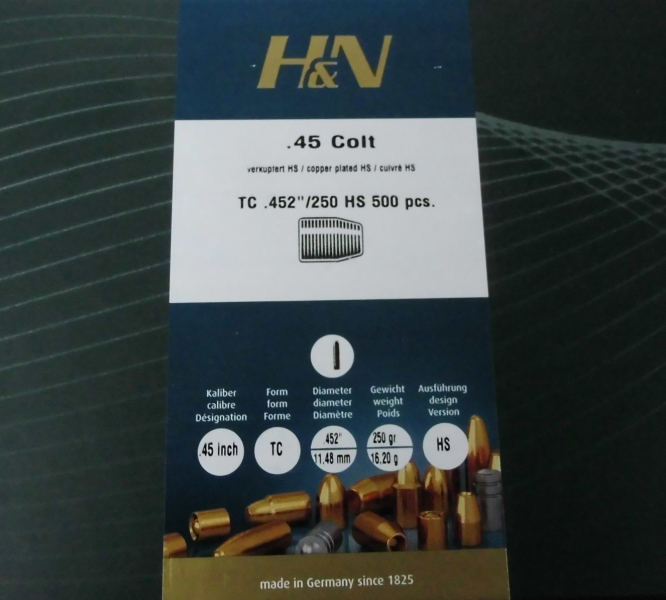 H&N
.45 Colt
verkupfert HS / copper plated HS / cuivré HS
TC .452"/250 HS 500 pcs.
Kaliber
calibre
Désignation
Form
form
Forme
Diameter
diameter
Diamètre
Gewicht
weight
Poids
Ausführung
design
Version
.45 inch
TC
.452"
11,48 mm
250 gr
16,20 g
HS
made in Germany since 1825